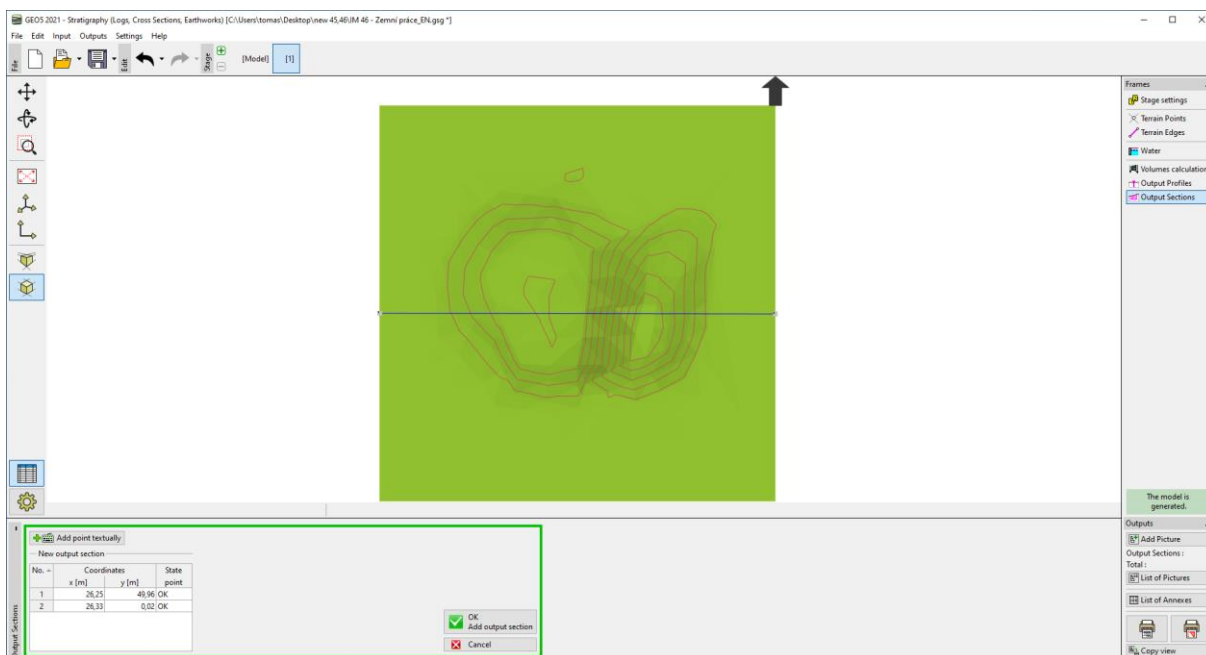 GEO5 2021 - Stratigraphy (Logs, Cross Sections, Earthworks) [C:\Users\tomas\Desktop\new 45,46\IM 46 - Zemní práce_EN.gsg *]
File Edit Input Outputs Settings Help
File
Edit
Stage
[Model] [1]
Frames
Stage settings
Terrain Points
Terrain Edges
Water
Volumes calculation
Output Profiles
Output Sections
The model is
generated.
Outputs
Add Picture
Output Sections :
Total :
List of Pictures
List of Annexes
Copy view
Output Sections
Add point textually
New output section
No. Coordinates State
x [m] y [m] point
1 26,25 49,96 OK
2 26,33 0,02 OK
OK
Add output section
Cancel